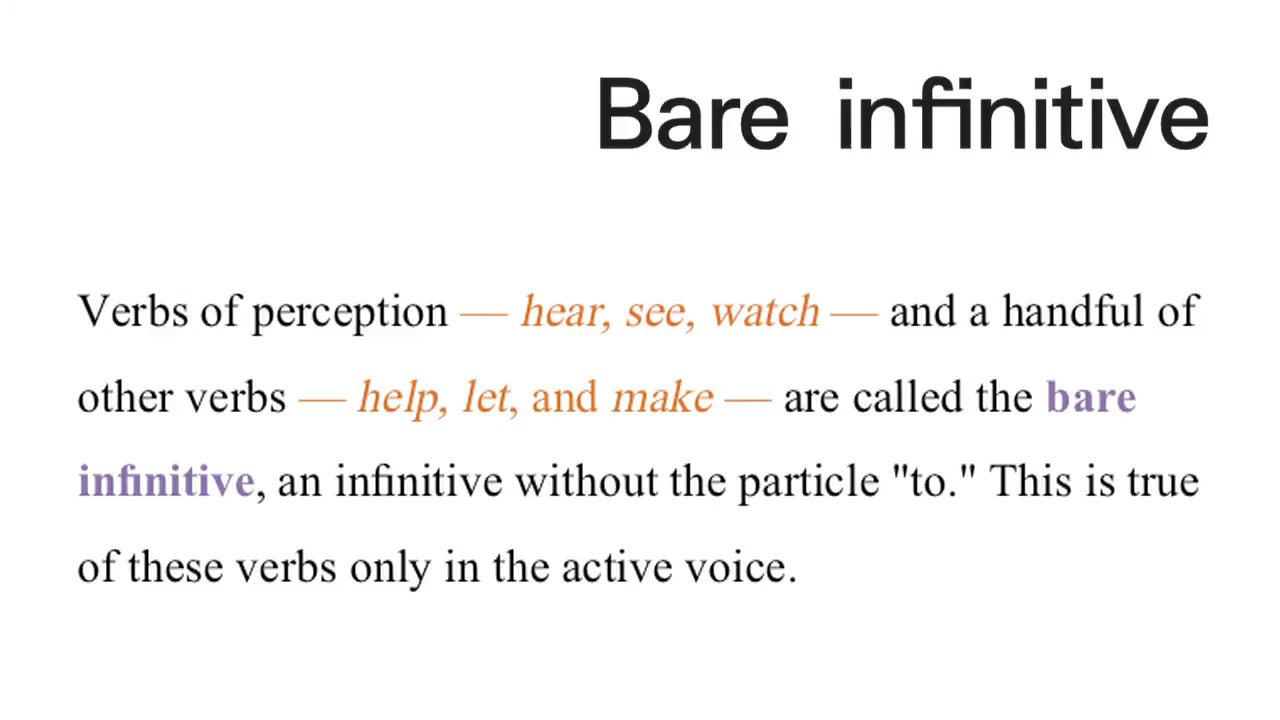 Bare infinitive
Verbs of perception — hear, see, watch — and a handful of
other verbs — help, let, and make — are called the bare
infinitive, an infinitive without the particle "to." This is true
of these verbs only in the active voice.